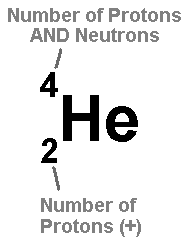 Number of Protons
AND Neutrons
4
He
2
Number of
Protons (+)